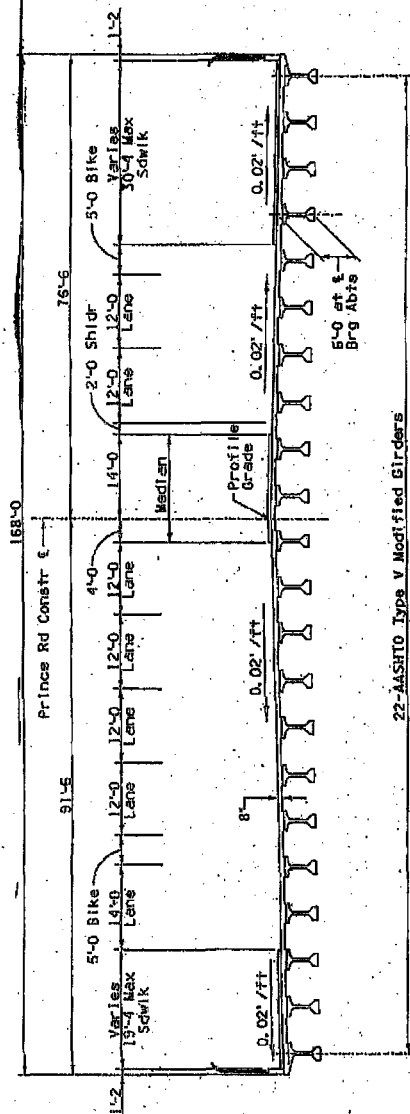 168'-0
Prince Rd Constr ℄
91'-6
76'-6
1'-2
Varies
19'-4 Max
Sdwlk
14'-0
Lane
5'-0 Bike
12'-0
Lane
12'-0
Lane
12'-0
Lane
12'-0
Lane
4'-0
14'-0
Median
2'-0 Shldr
12'-0
Lane
12'-0
Lane
5'-0 Bike
Varies
30'-4 Max
Sdwlk
1'-2
Profile
Grade
0.02'/ft
0.02'/ft
0.02'/ft
0.02'/ft
8"
6'-0 at ℄
Brg Abts
22-AASHTO Type V Modified Girders